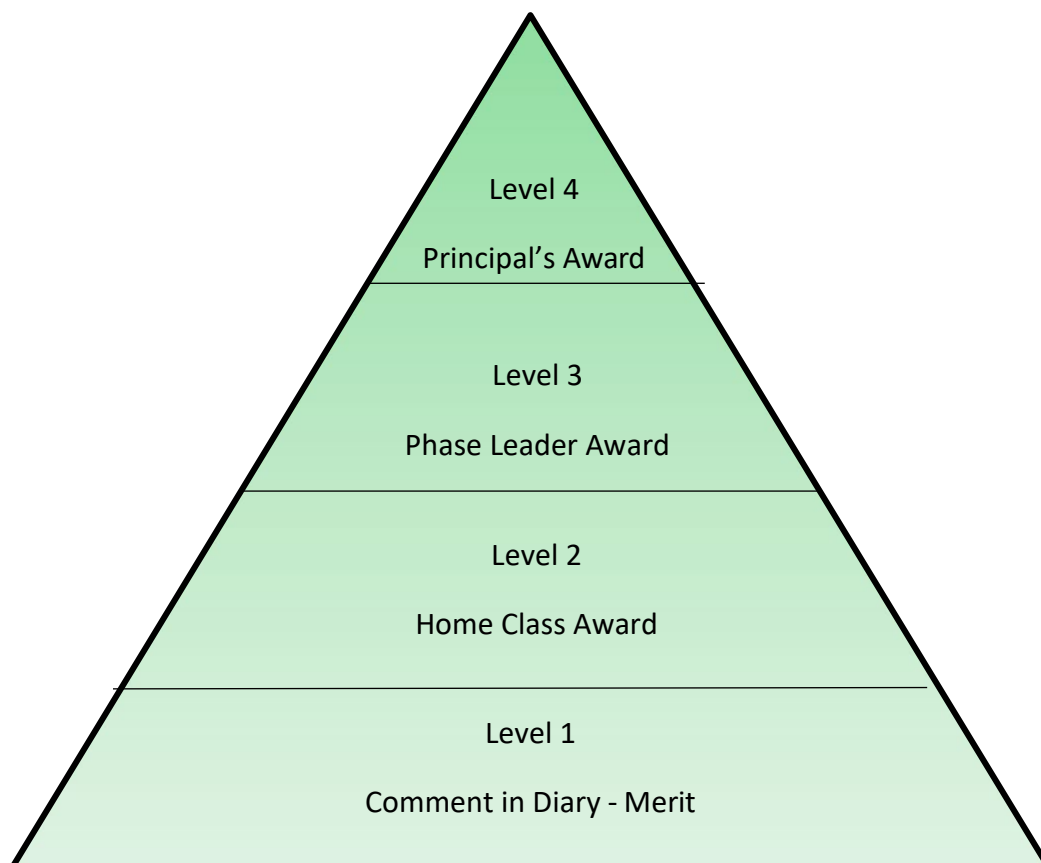 Level 4
Principal’s Award
Level 3
Phase Leader Award
Level 2
Home Class Award
Level 1
Comment in Diary - Merit